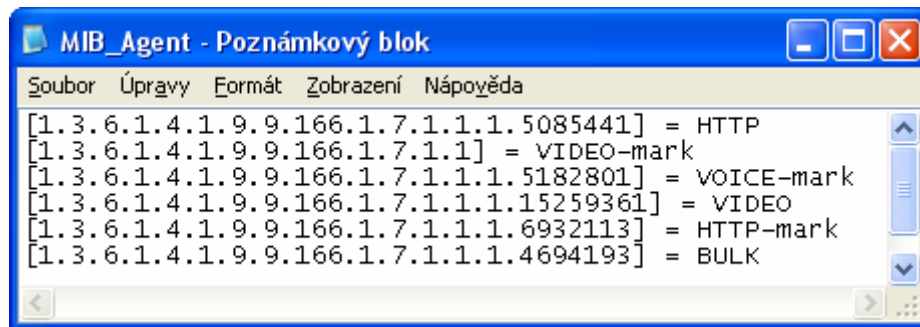 MIB_Agent - Poznámkový blok
Soubor Úpravy Formát Zobrazení Nápověda
[1.3.6.1.4.1.9.9.166.1.7.1.1.1.5085441] = HTTP
[1.3.6.1.4.1.9.9.166.1.7.1.1] = VIDEO-mark
[1.3.6.1.4.1.9.9.166.1.7.1.1.1.5182801] = VOICE-mark
[1.3.6.1.4.1.9.9.166.1.7.1.1.1.15259361] = VIDEO
[1.3.6.1.4.1.9.9.166.1.7.1.1.1.6932113] = HTTP-mark
[1.3.6.1.4.1.9.9.166.1.7.1.1.1.4694193] = BULK